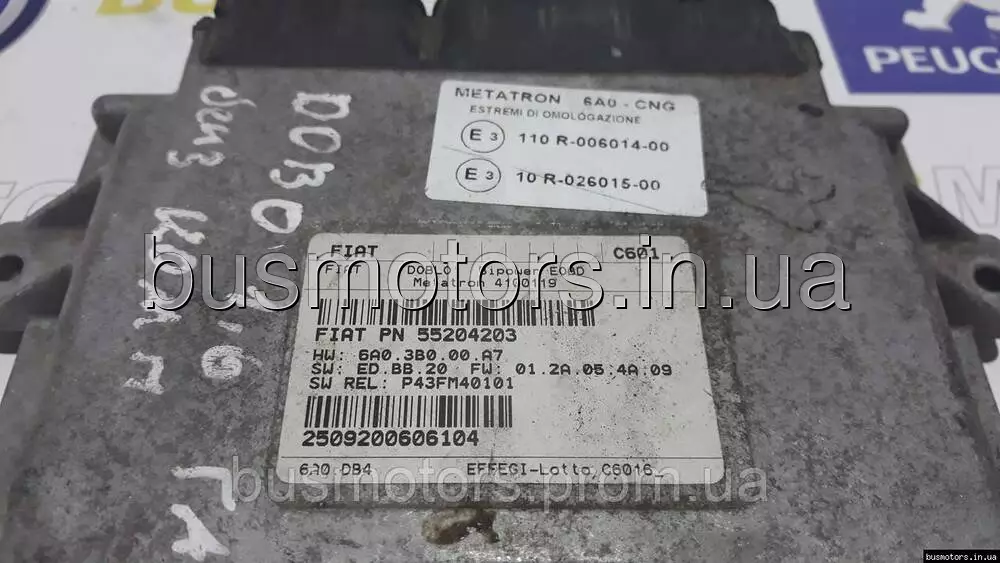 PEUG
METATRON 6A0 - CNG
ESTREMI DI OMOLOGAZIONE
E3 110 R-006014-00
E3 10 R-026015-00
FIAT C601
FIAT DOBLO Bipower EOBD
Metatron 4100119
busmotors.in.ua
FIAT PN 55204203
HW: 6A0.3B0.00.A7
SW: ED.BB.20 FW: 01.2A.05.4A.09
SW REL: P43FM40101
2509200606104
6A0 DB4 EFFEGI-Lotto C6016
busmotors.prom.ua
busmotors.in.ua